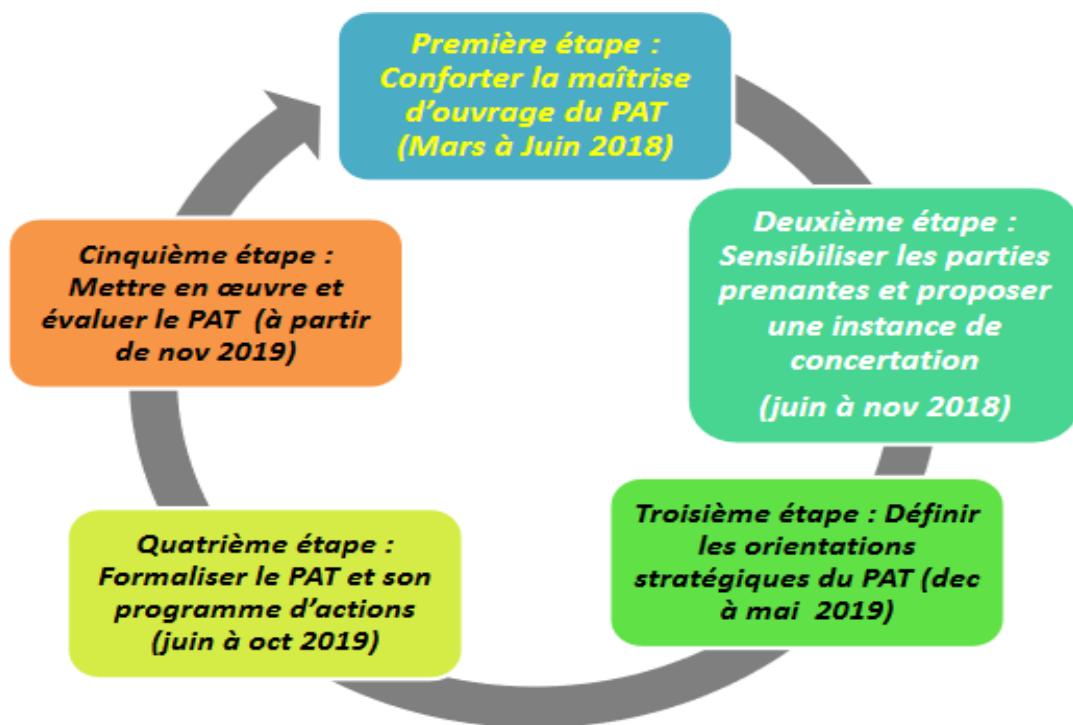 Première étape :
Conforter la maîtrise
d'ouvrage du PAT
(Mars à Juin 2018)
Deuxième étape :
Sensibiliser les parties
prenantes et proposer
une instance de
concertation
(juin à nov 2018)
Troisième étape : Définir
les orientations
stratégiques du PAT (dec
à mai 2019)
Quatrième étape :
Formaliser le PAT et son
programme d'actions
(juin à oct 2019)
Cinquième étape :
Mettre en œuvre et
évaluer le PAT (à partir
de nov 2019)